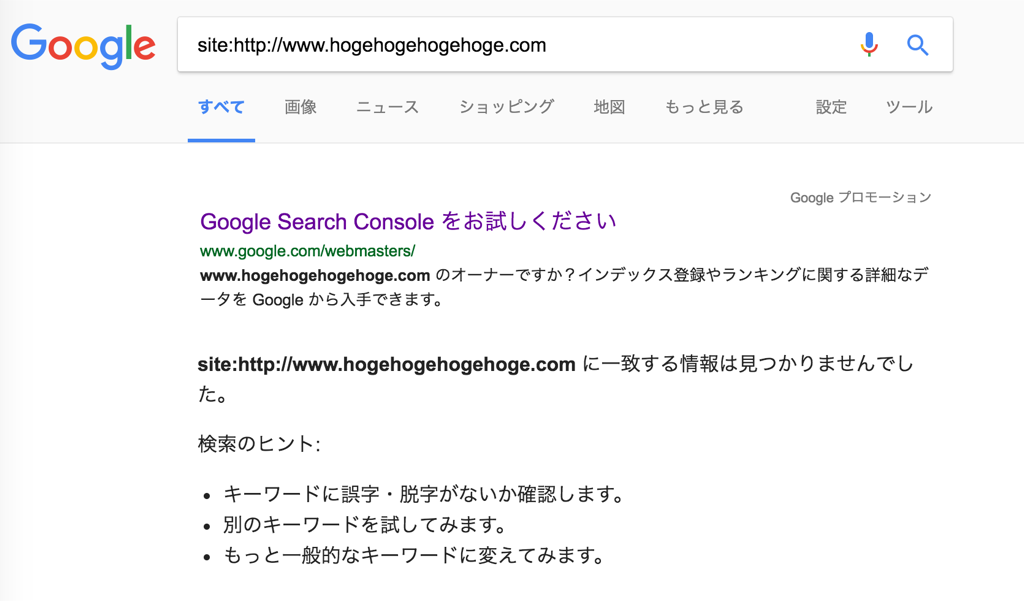 Google
site:http://www.hogehogehogehoge.com
すべて 画像 ニュース ショッピング 地図 もっと見る 設定 ツール
Google プロモーション
Google Search Console をお試しください
www.google.com/webmasters/
www.hogehogehogehoge.com のオーナーですか？インデックス登録やランキングに関する詳細なデ
ータを Google から入手できます。
site:http://www.hogehogehogehoge.com に一致する情報は見つかりませんでし
た。
検索のヒント:
• キーワードに誤字・脱字がないか確認します。
• 別のキーワードを試してみます。
• もっと一般的なキーワードに変えてみます。